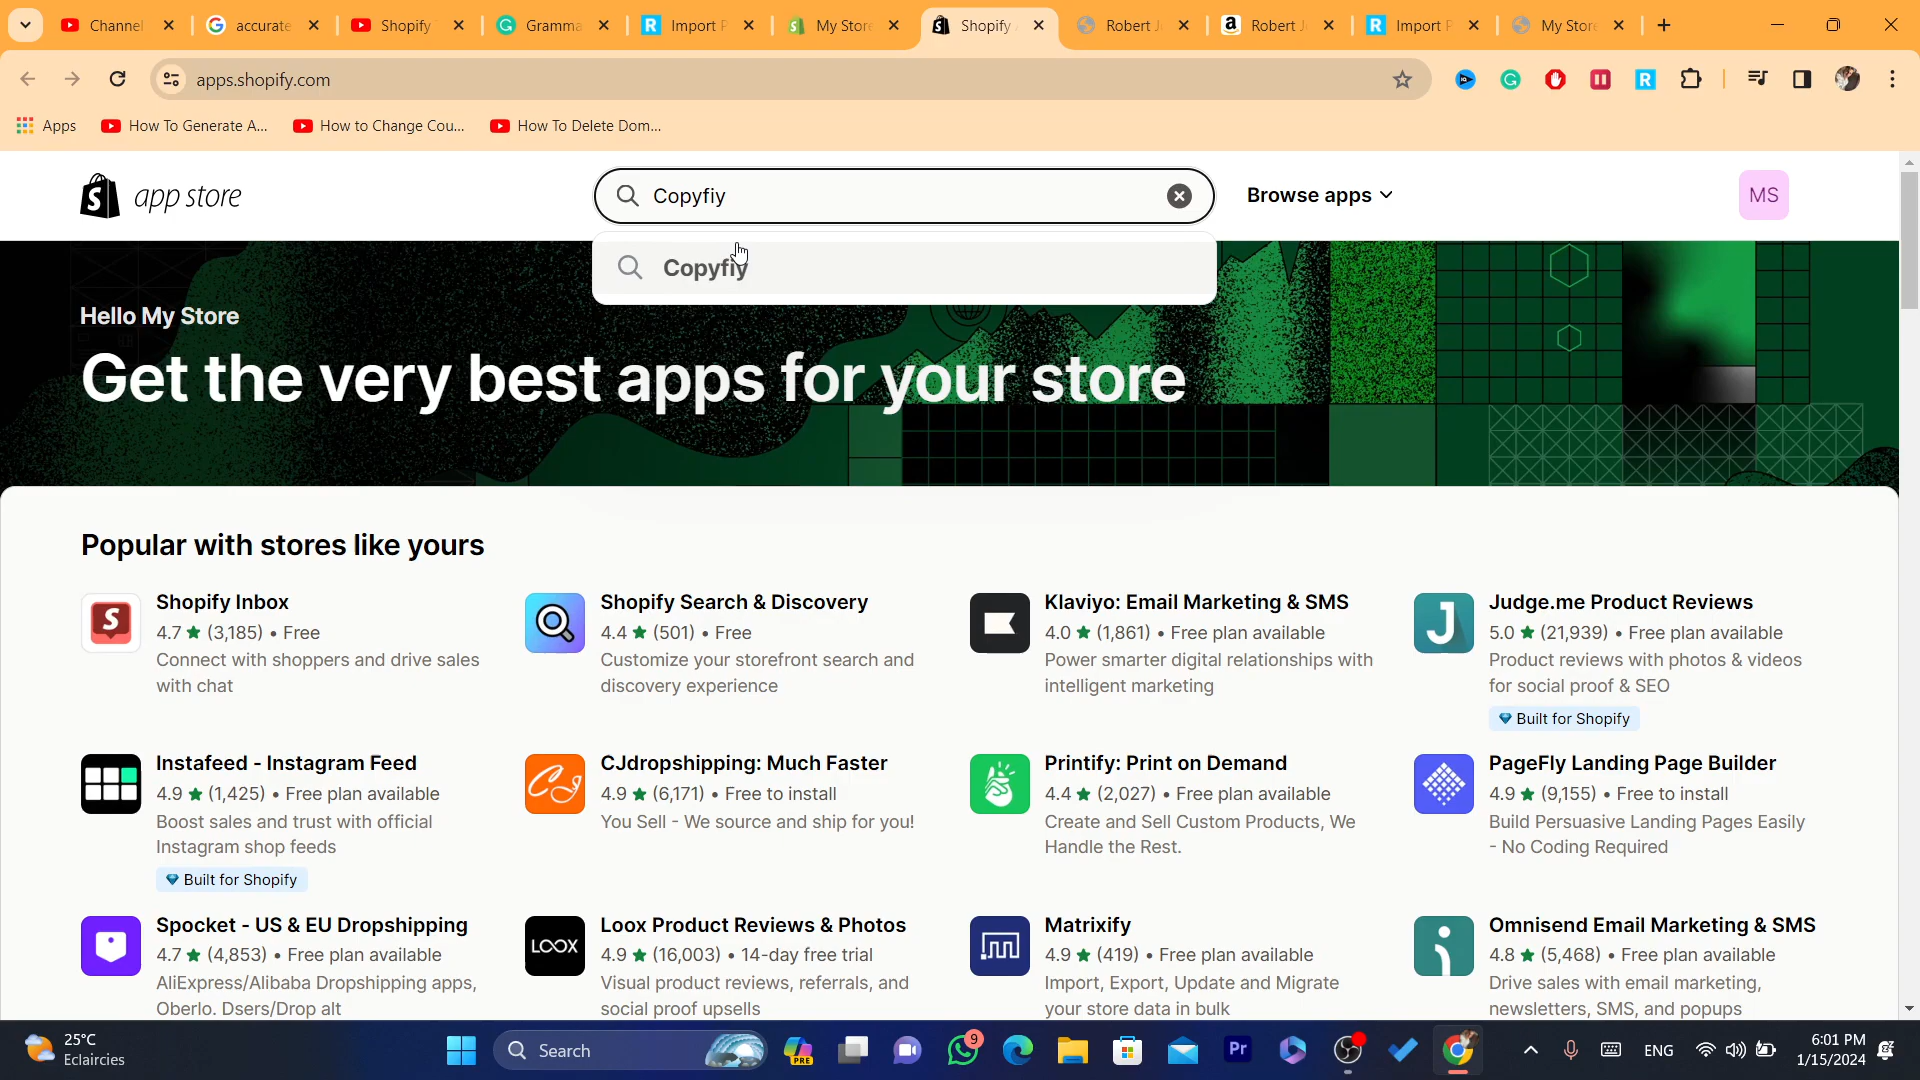 Channel
accurate
Shopify
Gramma
Import P
My Store
Shopify
Robert J
Robert J
Import P
My Store
apps.shopify.com
Apps
How To Generate A...
How to Change Cou...
How To Delete Dom...
app store
Copyfiy
Browse apps
MS
Copyfiy
Hello My Store
Get the very best apps for your store
Popular with stores like yours
Shopify Inbox
4.7 ★ (3,185) • Free
Connect with shoppers and drive sales
with chat
Shopify Search & Discovery
4.4 ★ (501) • Free
Customize your storefront search and
discovery experience
Klaviyo: Email Marketing & SMS
4.0 ★ (1,861) • Free plan available
Power smarter digital relationships with
intelligent marketing
Judge.me Product Reviews
5.0 ★ (21,939) • Free plan available
Product reviews with photos & videos
for social proof & SEO
Built for Shopify
Instafeed - Instagram Feed
4.9 ★ (1,425) • Free plan available
Boost sales and trust with official
Instagram shop feeds
Built for Shopify
CJdropshipping: Much Faster
4.9 ★ (6,171) • Free to install
You Sell - We source and ship for you!
Printify: Print on Demand
4.4 ★ (2,027) • Free plan available
Create and Sell Custom Products, We
Handle the Rest.
PageFly Landing Page Builder
4.9 ★ (9,155) • Free to install
Build Persuasive Landing Pages Easily
- No Coding Required
Spocket - US & EU Dropshipping
4.7 ★ (4,853) • Free plan available
AliExpress/Alibaba Dropshipping apps,
Oberlo. Dsers/Drop alt
LOOX
Loox Product Reviews & Photos
4.9 ★ (16,003) • 14-day free trial
Visual product reviews, referrals, and
social proof upsells
Matrixify
4.9 ★ (419) • Free plan available
Import, Export, Update and Migrate
your store data in bulk
Omnisend Email Marketing & SMS
4.8 ★ (5,468) • Free plan available
Drive sales with email marketing,
newsletters, SMS, and popups
25°C
Eclaircies
Search
PRE
9
Pr
ENG
6:01 PM
1/15/2024